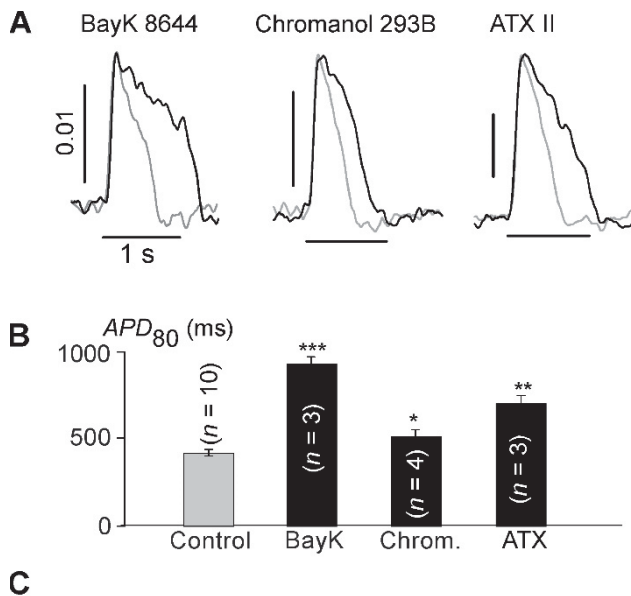 A
BayK 8644
Chromanol 293B
ATX II
0.01
1 s
B
APD80 (ms)
1000
500
0
(n = 10)
***
(n = 3)
*
(n = 4)
**
(n = 3)
Control
BayK
Chrom.
ATX
C